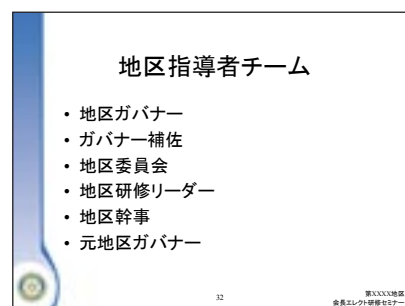 地区指導者チーム
• 地区ガバナー
• ガバナー補佐
• 地区委員会
• 地区研修リーダー
• 地区幹事
• 元地区ガバナー
32
第XXXX地区
会長エレクト研修セミナー